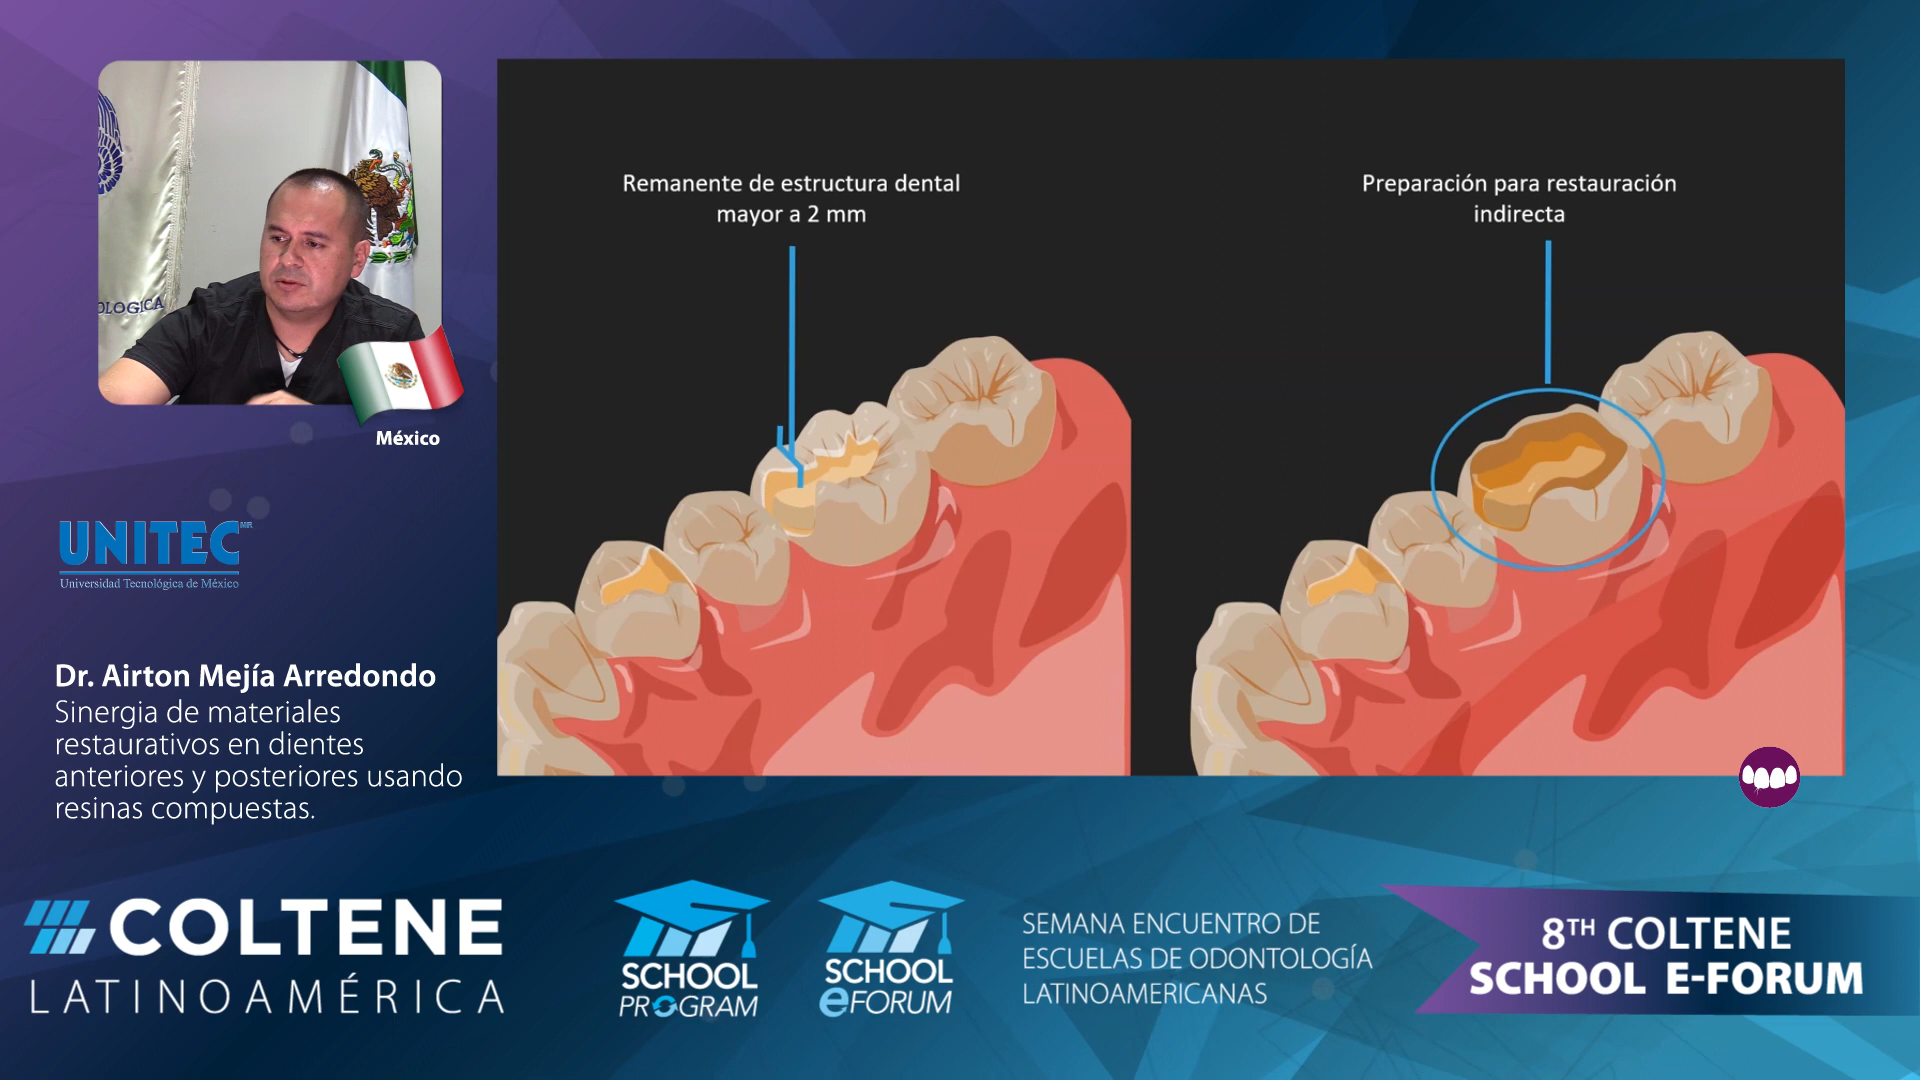 OLOGICA
México
UNITEC MR
Universidad Tecnológica de México
Dr. Airton Mejía Arredondo
Sinergia de materiales
restaurativos en dientes
anteriores y posteriores usando
resinas compuestas.
Remanente de estructura dental
mayor a 2 mm
Preparación para restauración
indirecta
COLTENE
LATINOAMÉRICA
SCHOOL
PROGRAM
SCHOOL
eFORUM
SEMANA ENCUENTRO DE
ESCUELAS DE ODONTOLOGÍA
LATINOAMERICANAS
8TH COLTENE
SCHOOL E-FORUM